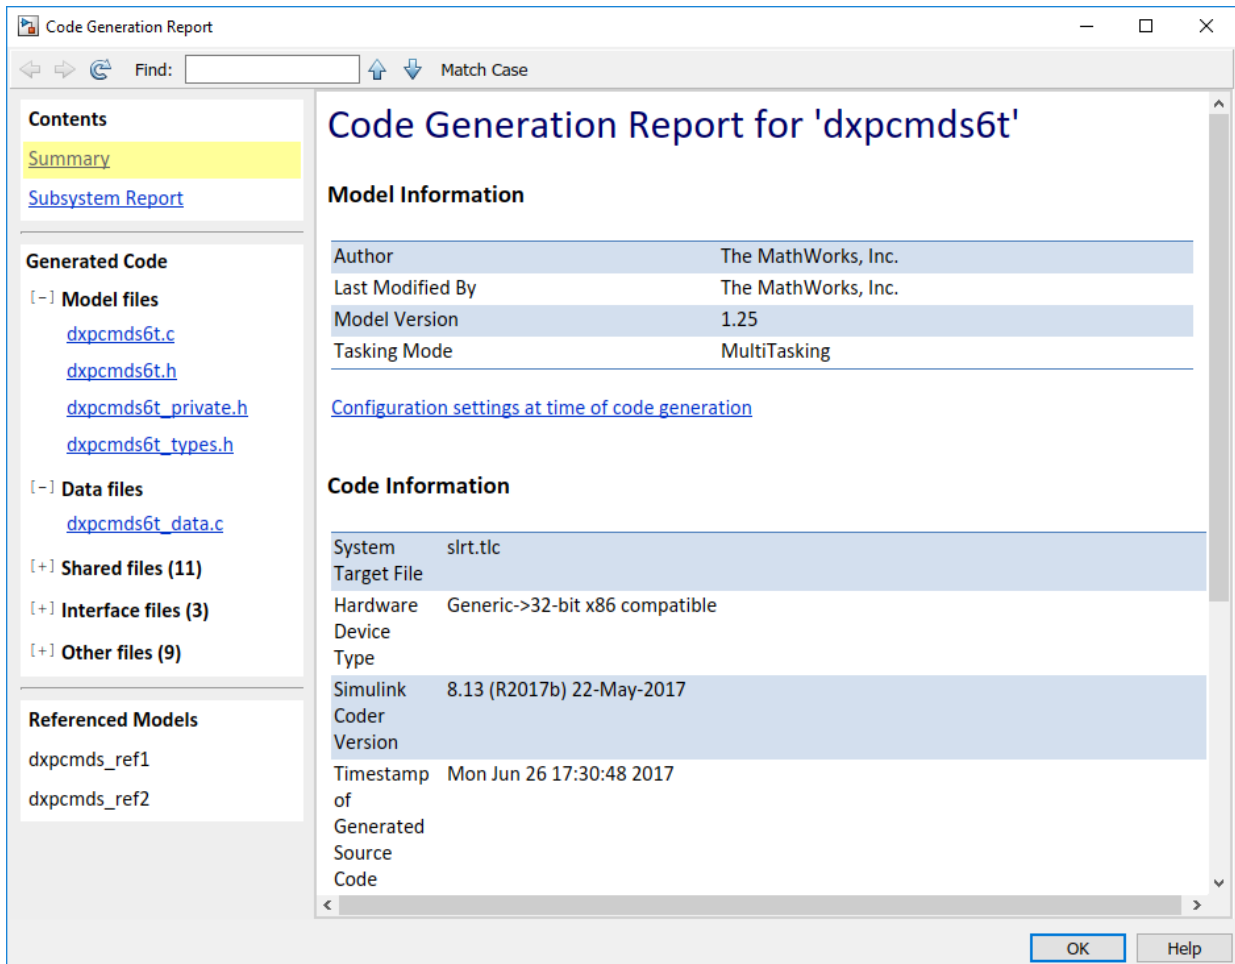 Code Generation Report
Find:
Match Case
Contents
Summary
Subsystem Report
Generated Code
[-] Model files
dxpcmds6t.c
dxpcmds6t.h
dxpcmds6t_private.h
dxpcmds6t_types.h
[-] Data files
dxpcmds6t_data.c
[+] Shared files (11)
[+] Interface files (3)
[+] Other files (9)
Referenced Models
dxpcmds_ref1
dxpcmds_ref2
Code Generation Report for 'dxpcmds6t'
Model Information
Author The MathWorks, Inc.
Last Modified By The MathWorks, Inc.
Model Version 1.25
Tasking Mode MultiTasking
Configuration settings at time of code generation
Code Information
System slrt.tlc
Target File
Hardware Generic->32-bit x86 compatible
Device
Type
Simulink 8.13 (R2017b) 22-May-2017
Coder
Version
Timestamp Mon Jun 26 17:30:48 2017
of
Generated
Source
Code
OK
Help